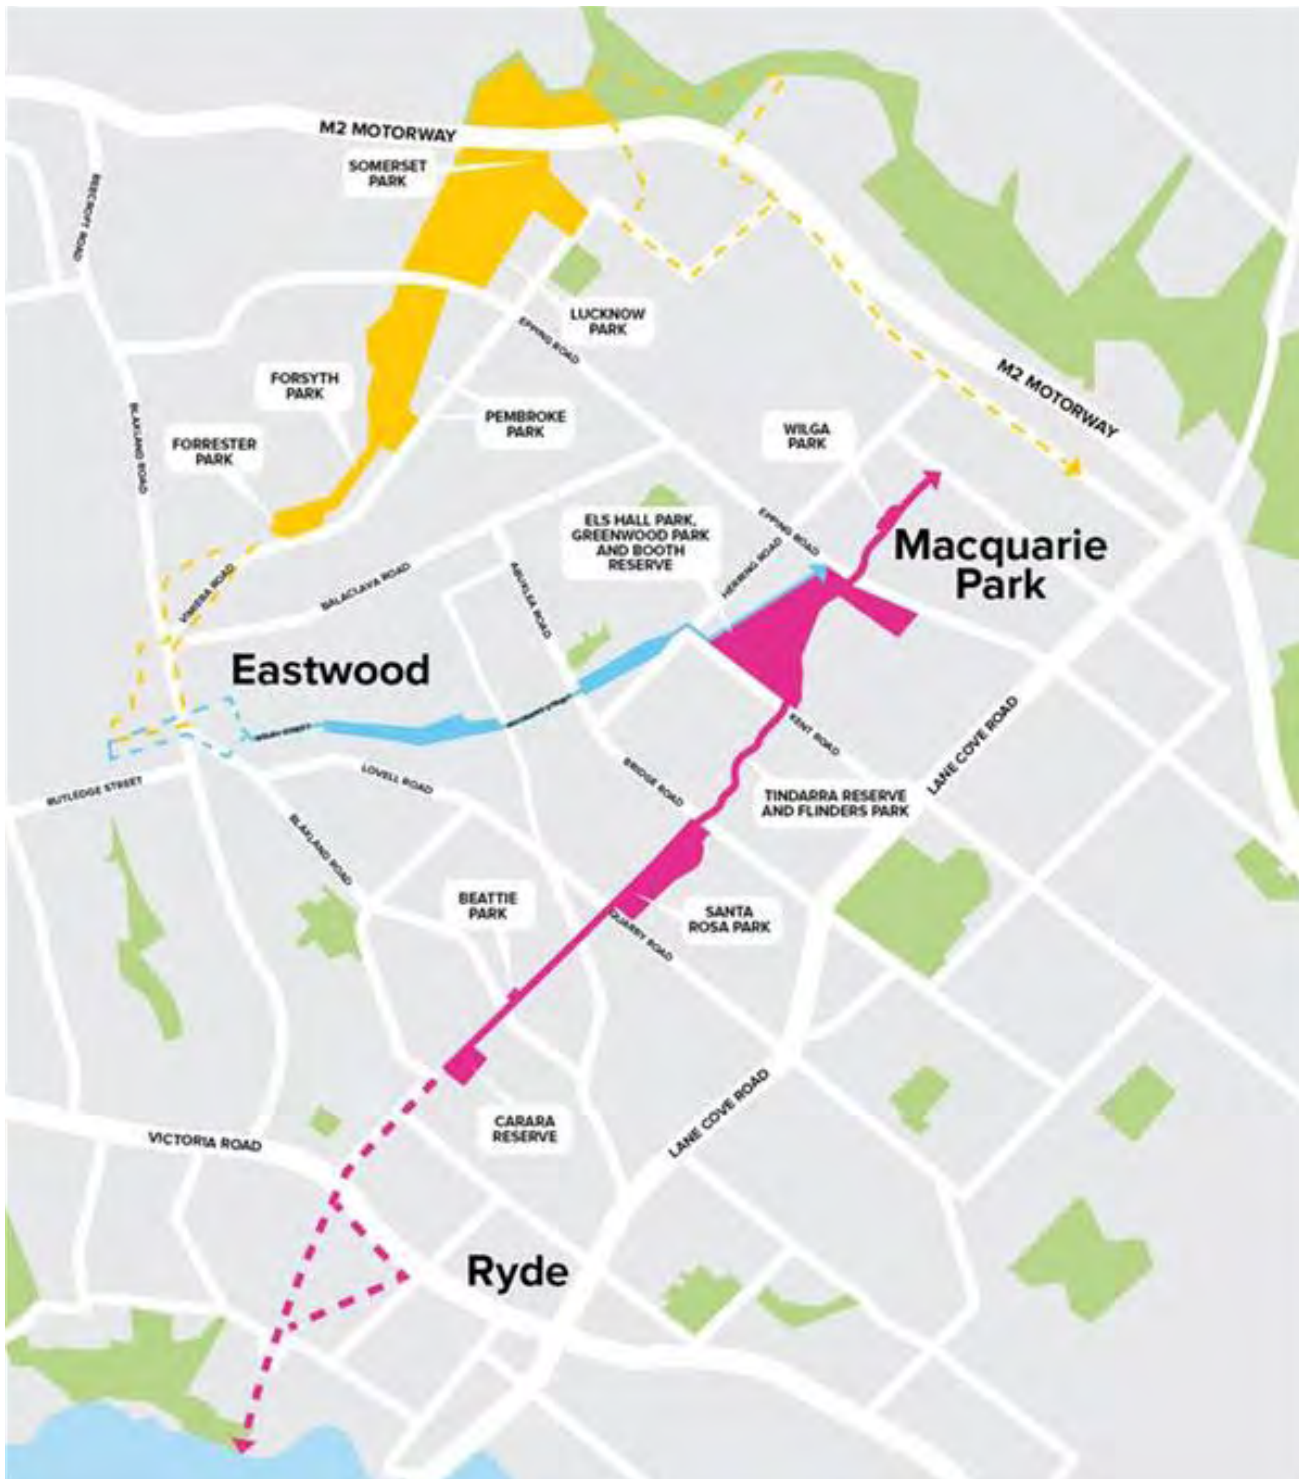 M2 MOTORWAY
SOMERSET
PARK
BEECROFT ROAD
LUCKNOW
PARK
EPPING ROAD
FORSYTH
PARK
M2 MOTORWAY
PEMBROKE
PARK
WILGA
PARK
BLAXLAND ROAD
FORRESTER
PARK
ELS HALL PARK,
GREENWOOD PARK
AND BOOTH
RESERVE
EPPING ROAD
Macquarie
Park
HERRING ROAD
VIMIERA ROAD
BALACLAVA ROAD
Eastwood
KENT ROAD
LANE COVE ROAD
LOVELL ROAD
BRIDGE ROAD
RUTLEDGE STREET
TINDARRA RESERVE
AND FLINDERS PARK
BLAXLAND ROAD
BEATTIE
PARK
SANTA
ROSA PARK
QUARRY ROAD
CARARA
RESERVE
LANE COVE ROAD
VICTORIA ROAD
Ryde